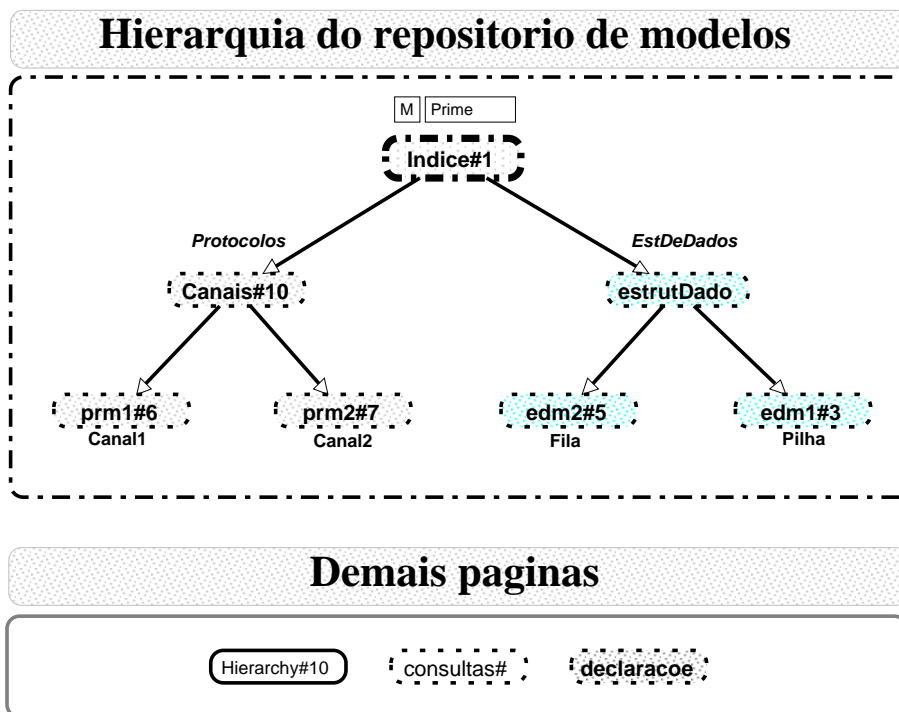 Hierarquia do repositorio de modelos
M Prime
Indice#1
Protocolos EstDeDados
Canais#10 estrutDado
prm1#6 prm2#7 edm2#5 edm1#3
Canal1 Canal2 Fila Pilha
Demais paginas
Hierarchy#10 consultas# declaracoe